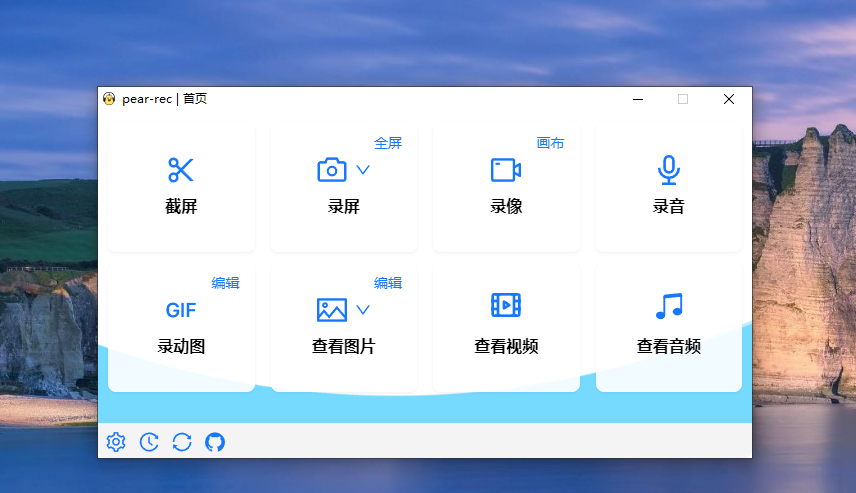 pear-rec | 首页
全屏
画布
截屏
录屏
录像
录音
编辑
编辑
GIF
录动图
查看图片
查看视频
查看音频